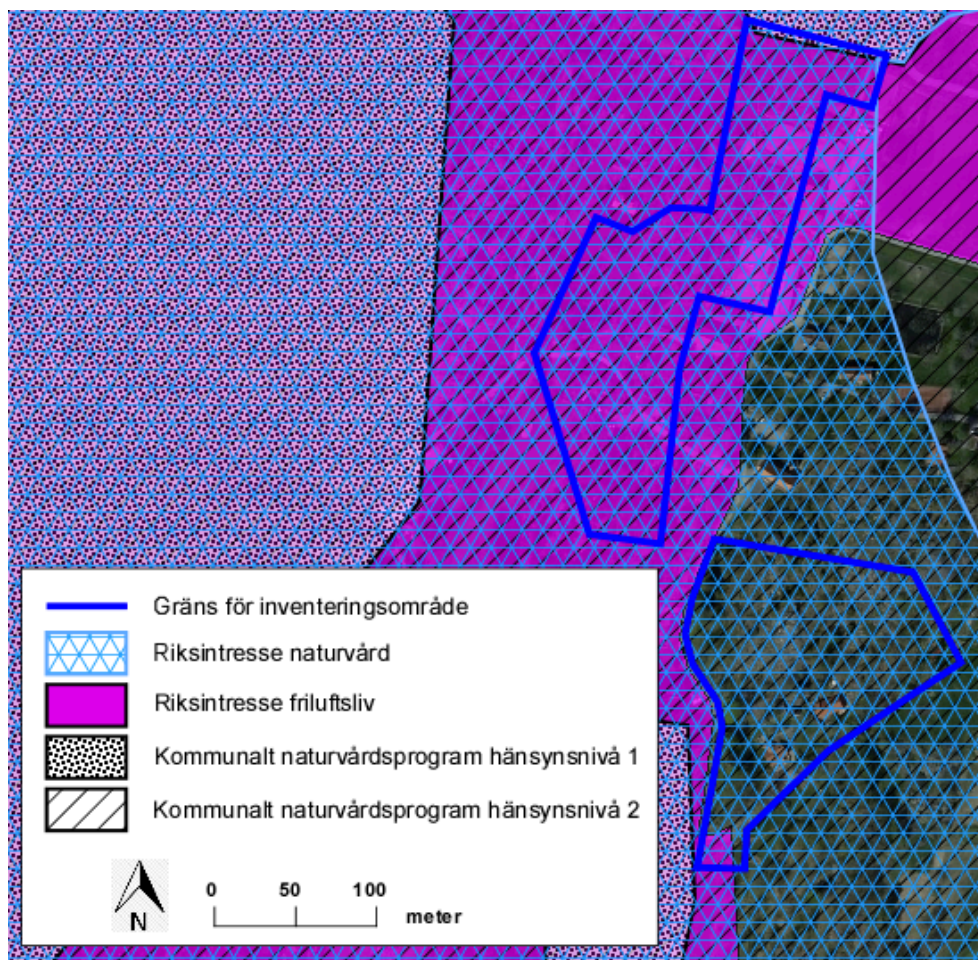 Gräns för inventeringsområde
Riksintresse naturvård
Riksintresse friluftsliv
Kommunalt naturvårdsprogram hänsynsnivå 1
Kommunalt naturvårdsprogram hänsynsnivå 2
N
0 50 100
meter